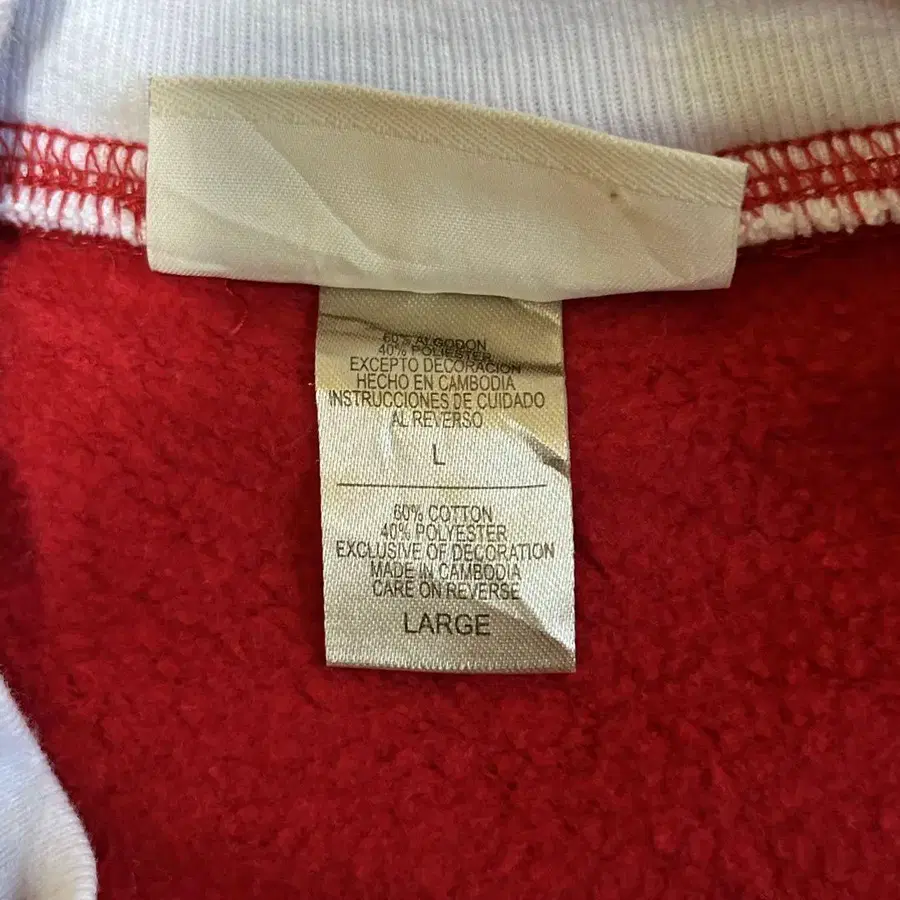 60% ALGODON
40% POLIESTER
EXCEPTO DECORACION
HECHO EN CAMBODIA
INSTRUCCIONES DE CUIDADO
AL REVERSO
L
60% COTTON
40% POLYESTER
EXCLUSIVE OF DECORATION
MADE IN CAMBODIA
CARE ON REVERSE
LARGE